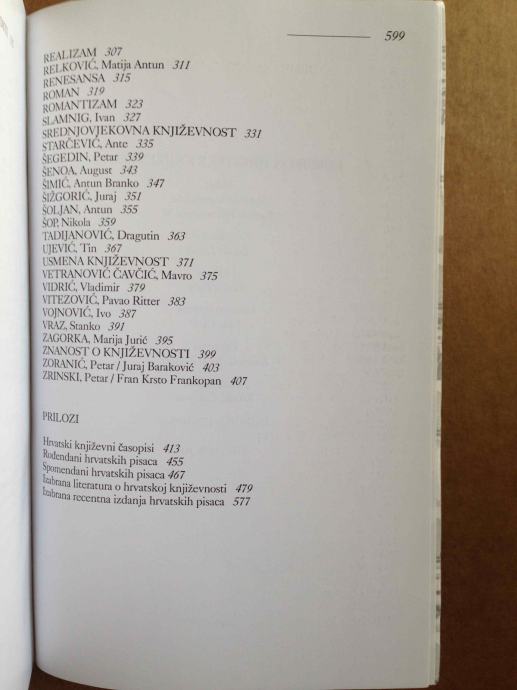 599
REALIZAM 307
RELKOVIĆ, Matija Antun 311
RENESANSA 315
ROMAN 319
ROMANTIZAM 323
SLAMNIG, Ivan 327
SREDNJOVJEKOVNA KNJIŽEVNOST 331
STARČEVIĆ, Ante 335
ŠEGEDIN, Petar 339
ŠENOA, August 343
ŠIMIĆ, Antun Branko 347
ŠIŽGORIĆ, Juraj 351
ŠOLJAN, Antun 355
ŠOP, Nikola 359
TADIJANOVIĆ, Dragutin 363
UJEVIĆ, Tin 367
USMENA KNJIŽEVNOST 371
VETRANOVIĆ ČAVČIĆ, Mavro 375
VIDRIĆ, Vladimir 379
VITEZOVIĆ, Pavao Ritter 383
VOJNOVIĆ, Ivo 387
VRAZ, Stanko 391
ZAGORKA, Marija Jurić 395
ZNANOST O KNJIŽEVNOSTI 399
ZORANIĆ, Petar / Juraj Baraković 403
ZRINSKI, Petar / Fran Krsto Frankopan 407
PRILOZI
Hrvatski književni časopisi 413
Rođendani hrvatskih pisaca 455
Spomendani hrvatskih pisaca 467
Izabrana literatura o hrvatskoj književnosti 479
Izabrana recentna izdanja hrvatskih pisaca 577